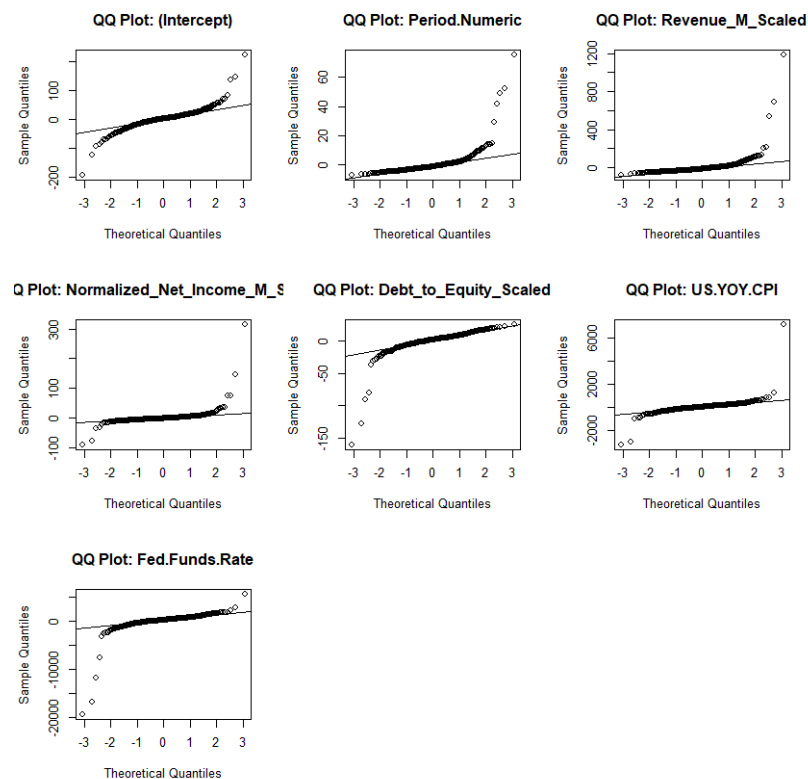 QQ Plot: (Intercept)
QQ Plot: Period.Numeric
QQ Plot: Revenue_M_Scaled
Sample Quantiles
-200
0
100
Sample Quantiles
0
20
40
60
Sample Quantiles
0
400
800
1200
-3 -2 -1 0 1 2 3
-3 -2 -1 0 1 2 3
-3 -2 -1 0 1 2 3
Theoretical Quantiles
Theoretical Quantiles
Theoretical Quantiles
Q Plot: Normalized_Net_Income_M_S
QQ Plot: Debt_to_Equity_Scaled
QQ Plot: US.YOY.CPI
Sample Quantiles
-100
0
100
300
Sample Quantiles
-150
-50
0
Sample Quantiles
-2000
2000
6000
-3 -2 -1 0 1 2 3
-3 -2 -1 0 1 2 3
-3 -2 -1 0 1 2 3
Theoretical Quantiles
Theoretical Quantiles
Theoretical Quantiles
QQ Plot: Fed.Funds.Rate
Sample Quantiles
-20000
-10000
0
-3 -2 -1 0 1 2 3
Theoretical Quantiles